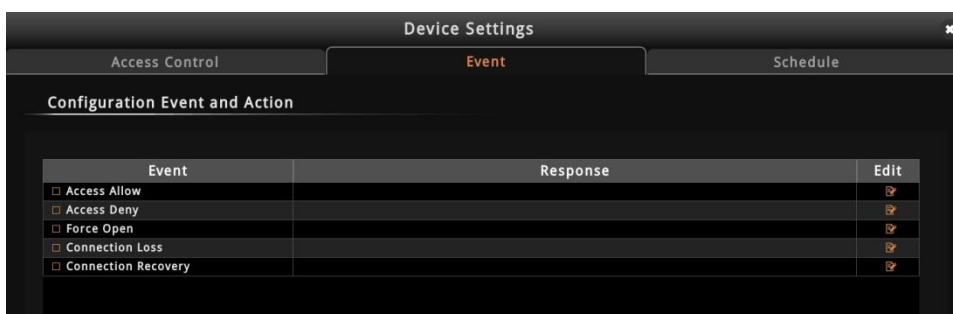 Device Settings
Access Control Event Schedule
Configuration Event and Action
Event Response Edit
Access Allow
Access Deny
Force Open
Connection Loss
Connection Recovery